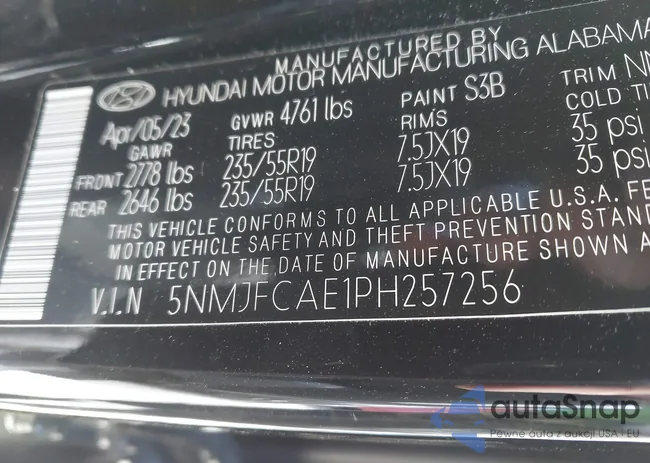 MANUFACTURED BY
HYUNDAI MOTOR MANUFACTURING ALABAMA
Apr/05/23 GVWR 4761 lbs PAINT S3B TRIM NN
GAWR TIRES RIMS COLD TI
FRONT 2778 lbs 235/55R19 7.5JX19 35 psi
REAR 2646 lbs 235/55R19 7.5JX19 35 psi
THIS VEHICLE CONFORMS TO ALL APPLICABLE U.S.A. FE
MOTOR VEHICLE SAFETY AND THEFT PREVENTION STAND
IN EFFECT ON THE DATE OF MANUFACTURE SHOWN A
V.I.N 5NMJFCAE1PH257256
autaSnap
Pewne auta z aukcji USA i EU